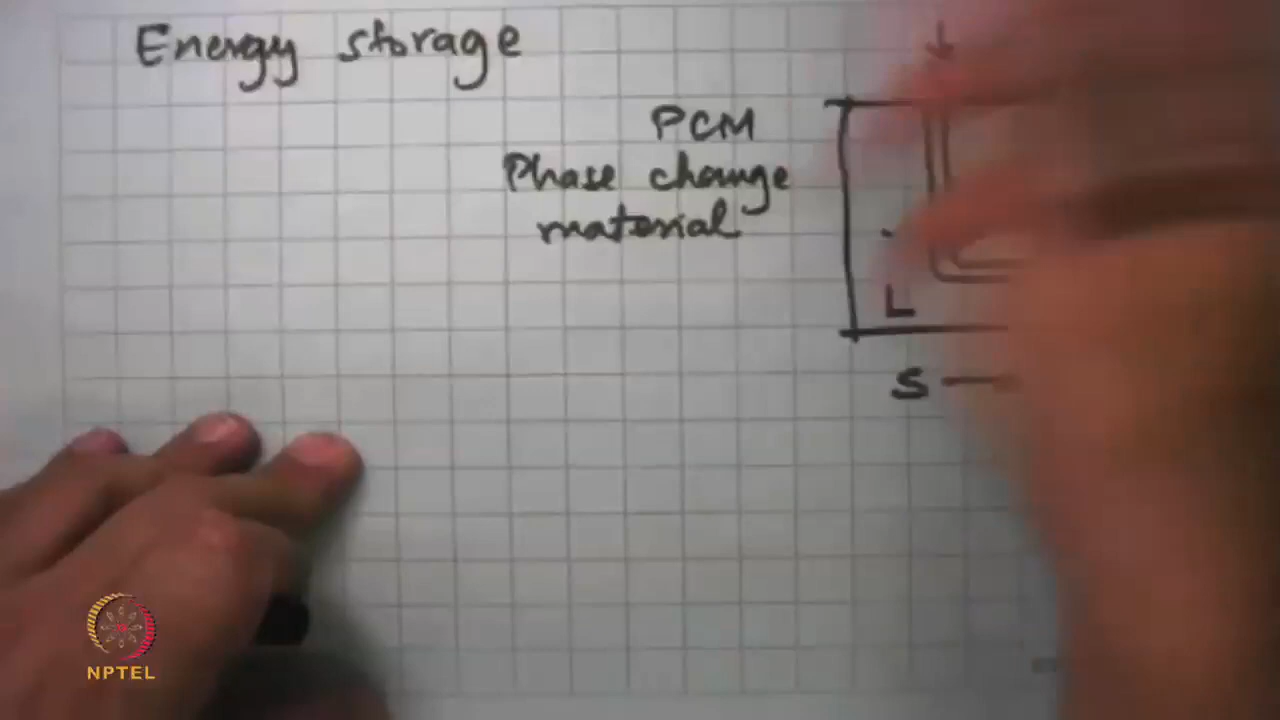 Energy storage
PCM
Phase change
material
L
S
NPTEL